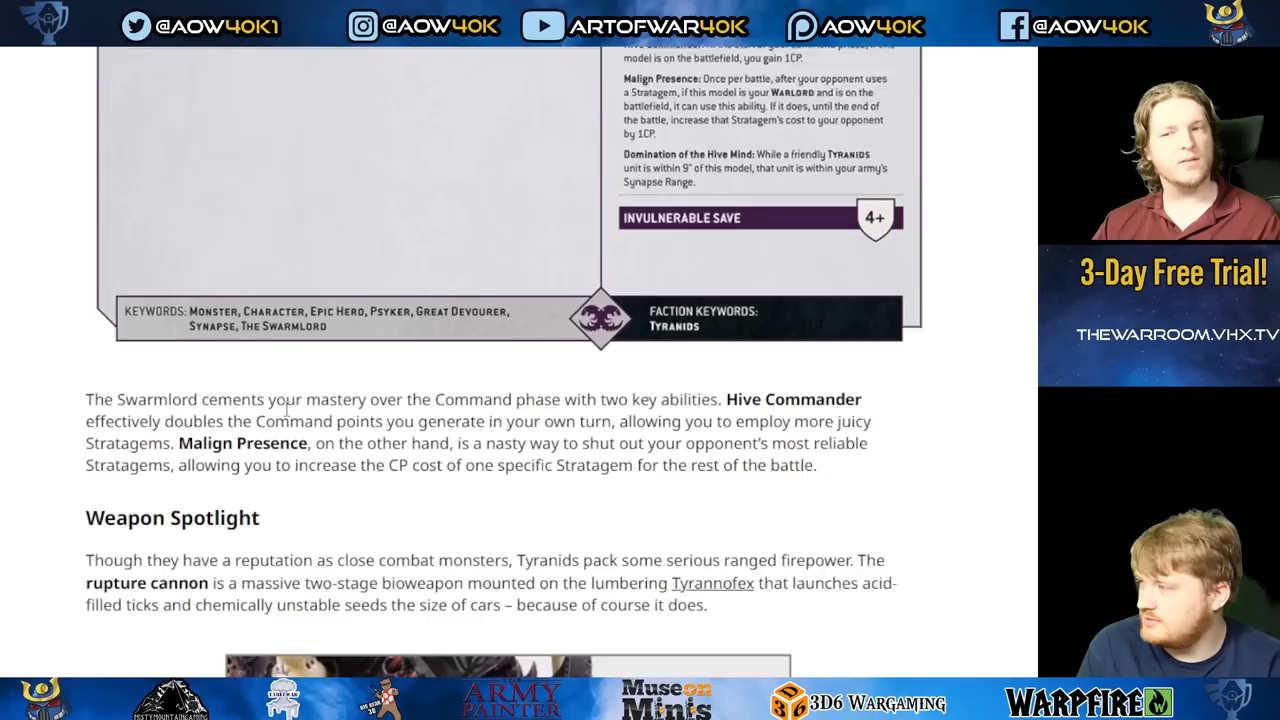 @AOW40K1
@AOW40K
ARTOFWAR40K
@AOW40K
@AOW40K
model is on the battlefield, you gain 1CP.
Malign Presence: Once per battle, after your opponent uses
a Stratagem, if this model is your WARLORD and is on the
battlefield, it can use this ability. If it does, until the end of
the battle, increase that Stratagem's cost to your opponent
by 1CP.
Domination of the Hive Mind: While a friendly TYRANIDS
unit is within 9" of this model, that unit is within your army's
Synapse Range.
INVULNERABLE SAVE
4+
KEYWORDS: MONSTER, CHARACTER, EPIC HERO, PSYKER, GREAT DEVOURER,
SYNAPSE, THE SWARMLORD
FACTION KEYWORDS:
TYRANIDS
The Swarmlord cements your mastery over the Command phase with two key abilities. Hive Commander
effectively doubles the Command points you generate in your own turn, allowing you to employ more juicy
Stratagems. Malign Presence, on the other hand, is a nasty way to shut out your opponent's most reliable
Stratagems, allowing you to increase the CP cost of one specific Stratagem for the rest of the battle.
Weapon Spotlight
Though they have a reputation as close combat monsters, Tyranids pack some serious ranged firepower. The
rupture cannon is a massive two-stage bioweapon mounted on the lumbering Tyrannofex that launches acid-
filled ticks and chemically unstable seeds the size of cars – because of course it does.
3-Day Free Trial!
THEWARROOM.VHX.TV
MISTYMOUNTAINGAMING
ARMY
PAINTER
MUSE ON
MINIS
3D6 WARGAMING
WARPFIRE